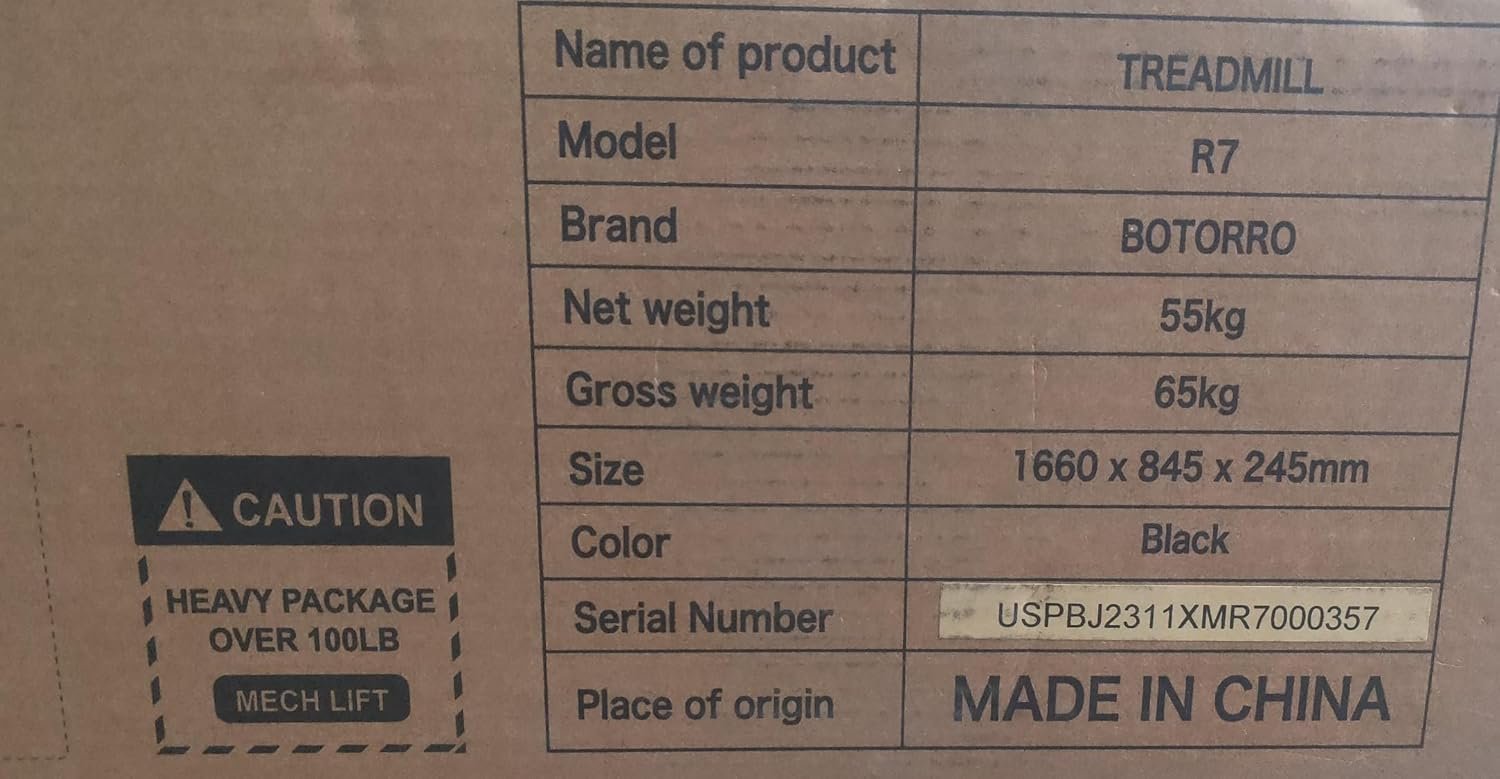 Name of product TREADMILL
Model R7
Brand BOTORRO
Net weight 55kg
Gross weight 65kg
Size 1660 x 845 x 245mm
Color Black
Serial Number USPBJ2311XMR7000357
Place of origin MADE IN CHINA
CAUTION
HEAVY PACKAGE
OVER 100LB
MECH LIFT